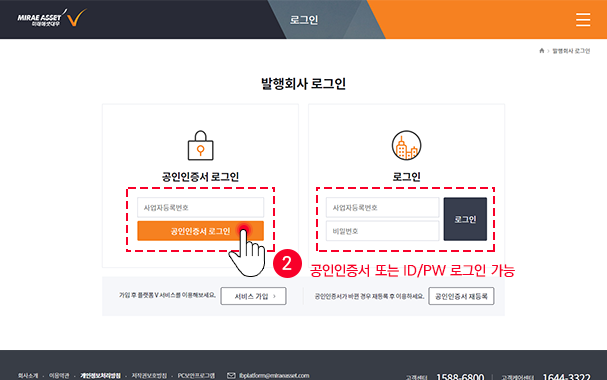 MIRAE ASSET
미래에셋대우
로그인
발행회사 로그인
발행회사 로그인
공인인증서 로그인
사업자등록번호
공인인증서 로그인
로그인
사업자등록번호
비밀번호
로그인
2
공인인증서 또는 ID/PW 로그인 가능
가입 후 플랫폼 V 서비스를 이용해보세요.
서비스 가입
공인인증서가 바뀐 경우 재등록 후 이용하세요.
공인인증서 재등록
회사소개 · 이용약관 · 개인정보처리방침 · 저작권보호방침 · PC보안프로그램
ibplatform@miraeasset.com
고객센터 1588-6800 | 고객케어센터 1644-3322